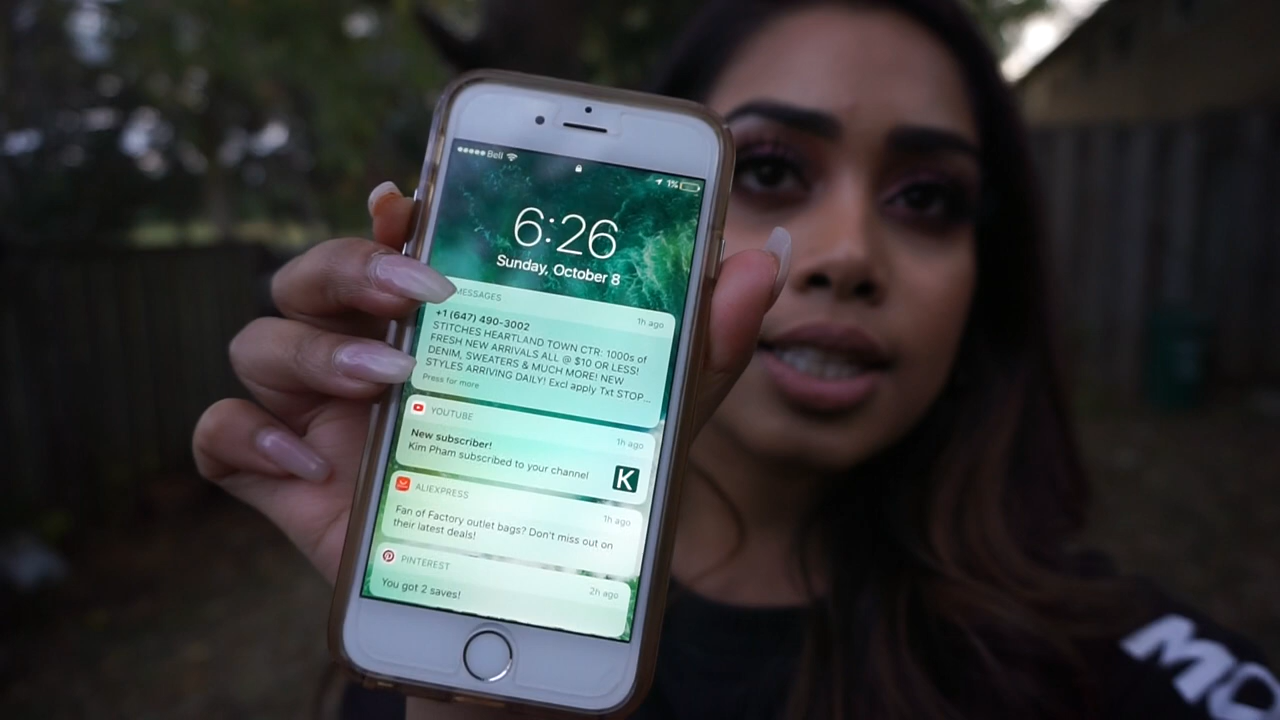 ●●●●● Bell
1%
6:26
Sunday, October 8
MESSAGES
1h ago
+1 (647) 490-3002
STITCHES HEARTLAND TOWN CTR: 1000s of
FRESH NEW ARRIVALS ALL @ $10 OR LESS!
DENIM, SWEATERS & MUCH MORE! NEW
STYLES ARRIVING DAILY! Excl apply Txt STOP...
Press for more
YOUTUBE
1h ago
New subscriber!
Kim Pham subscribed to your channel
K
ALIEXPRESS
1h ago
Fan of Factory outlet bags? Don't miss out on
their latest deals!
PINTEREST
2h ago
You got 2 saves!
MO